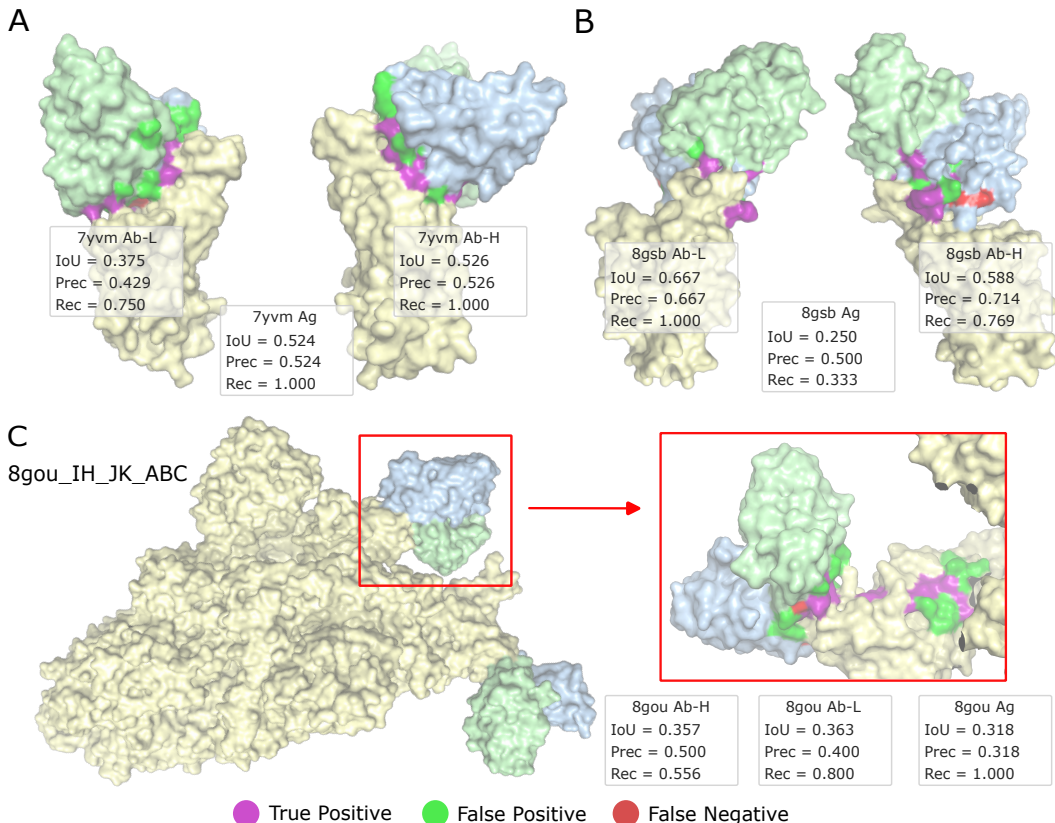 A
B
7yvm Ab-L
IoU = 0.375
Prec = 0.429
Rec = 0.750
7yvm Ab-H
IoU = 0.526
Prec = 0.526
Rec = 1.000
7yvm Ag
IoU = 0.524
Prec = 0.524
Rec = 1.000
8gsb Ab-L
IoU = 0.667
Prec = 0.667
Rec = 1.000
8gsb Ab-H
IoU = 0.588
Prec = 0.714
Rec = 0.769
8gsb Ag
IoU = 0.250
Prec = 0.500
Rec = 0.333
C
8gou_IH_JK_ABC
8gou Ab-H
IoU = 0.357
Prec = 0.500
Rec = 0.556
8gou Ab-L
IoU = 0.363
Prec = 0.400
Rec = 0.800
8gou Ag
IoU = 0.318
Prec = 0.318
Rec = 1.000
True Positive
False Positive
False Negative